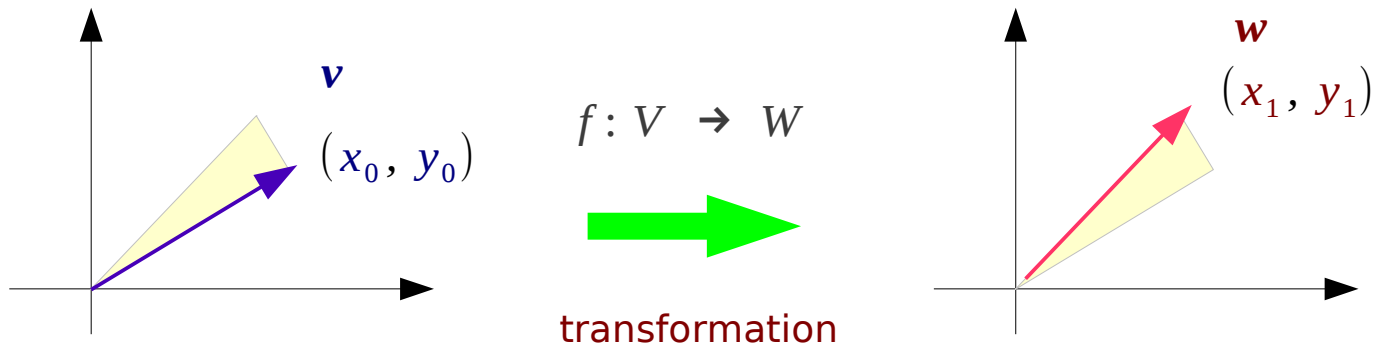 v
(x₀, y₀)
f : V → W
transformation
w
(x₁, y₁)